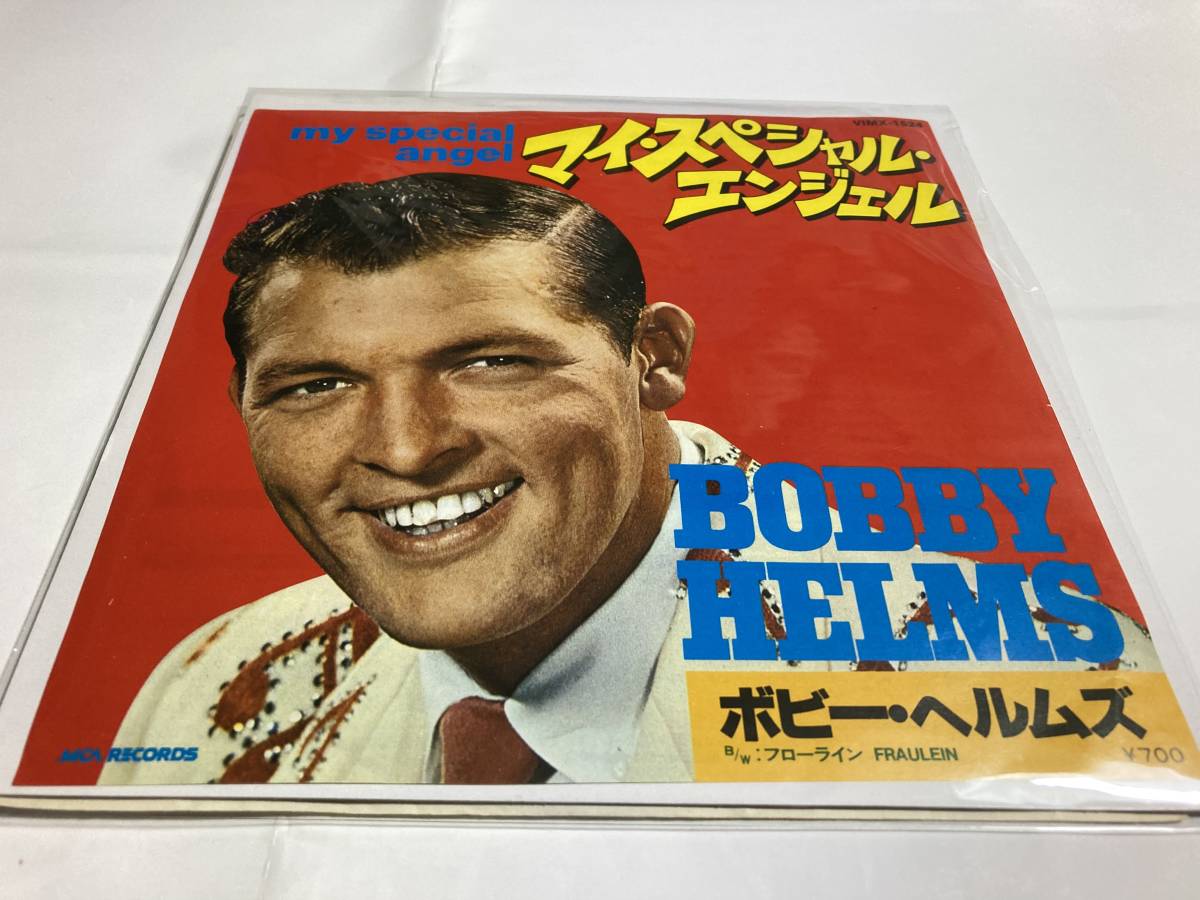 VIMX-1524
my special
angel
マイ・スペシャル・
エンジェル
BOBBY
HELMS
ボビー・ヘルムズ
B/W:フローライン FRAULEIN
¥700
MCA RECORDS